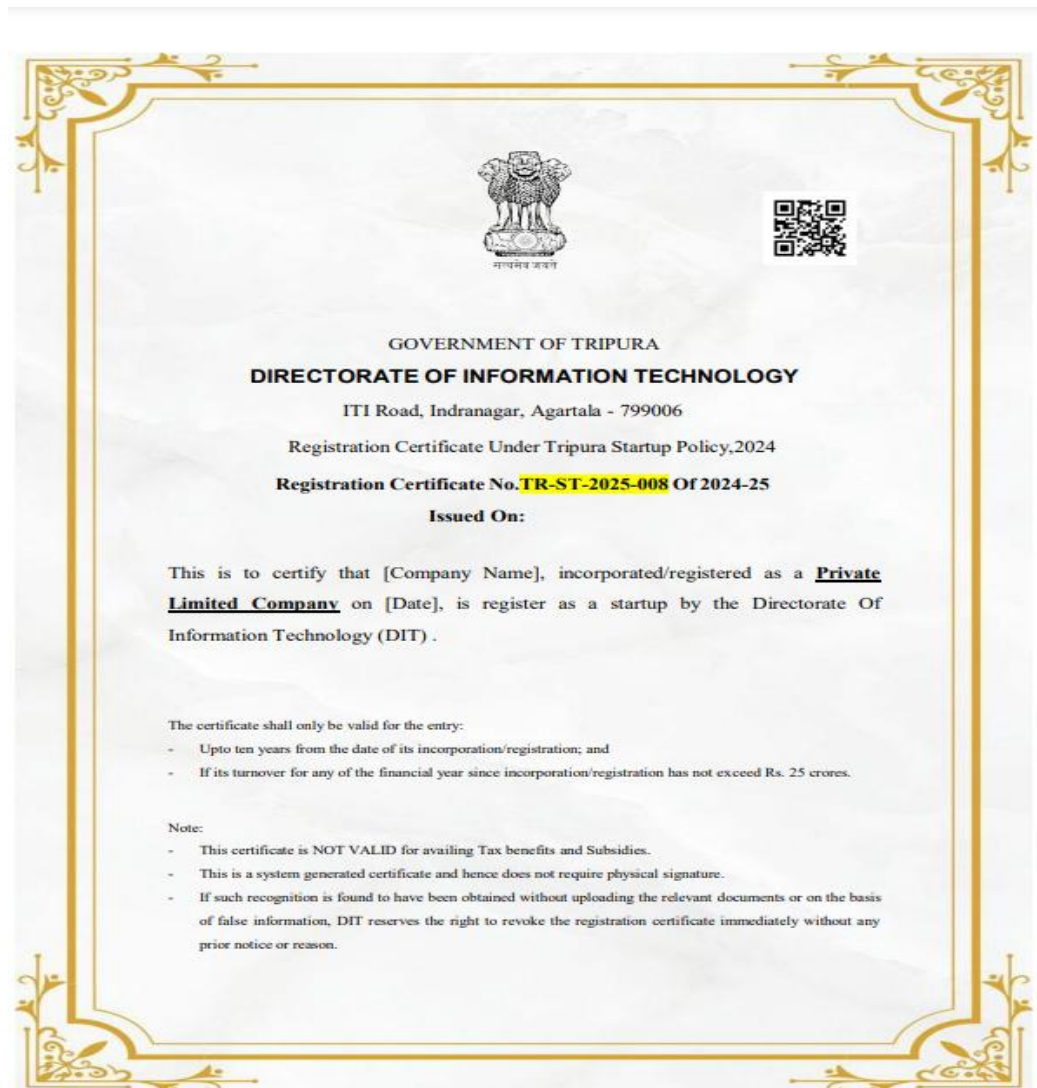 सत्यमेव जयते
GOVERNMENT OF TRIPURA
DIRECTORATE OF INFORMATION TECHNOLOGY
ITI Road, Indranagar, Agartala - 799006
Registration Certificate Under Tripura Startup Policy,2024
Registration Certificate No.TR-ST-2025-008 Of 2024-25
Issued On:
This is to certify that [Company Name], incorporated/registered as a Private
Limited Company on [Date], is register as a startup by the Directorate Of
Information Technology (DIT) .
The certificate shall only be valid for the entry:
- Upto ten years from the date of its incorporation/registration; and
- If its turnover for any of the financial year since incorporation/registration has not exceed Rs. 25 crores.
Note:
- This certificate is NOT VALID for availing Tax benefits and Subsidies.
- This is a system generated certificate and hence does not require physical signature.
- If such recognition is found to have been obtained without uploading the relevant documents or on the basis
of false information, DIT reserves the right to revoke the registration certificate immediately without any
prior notice or reason.